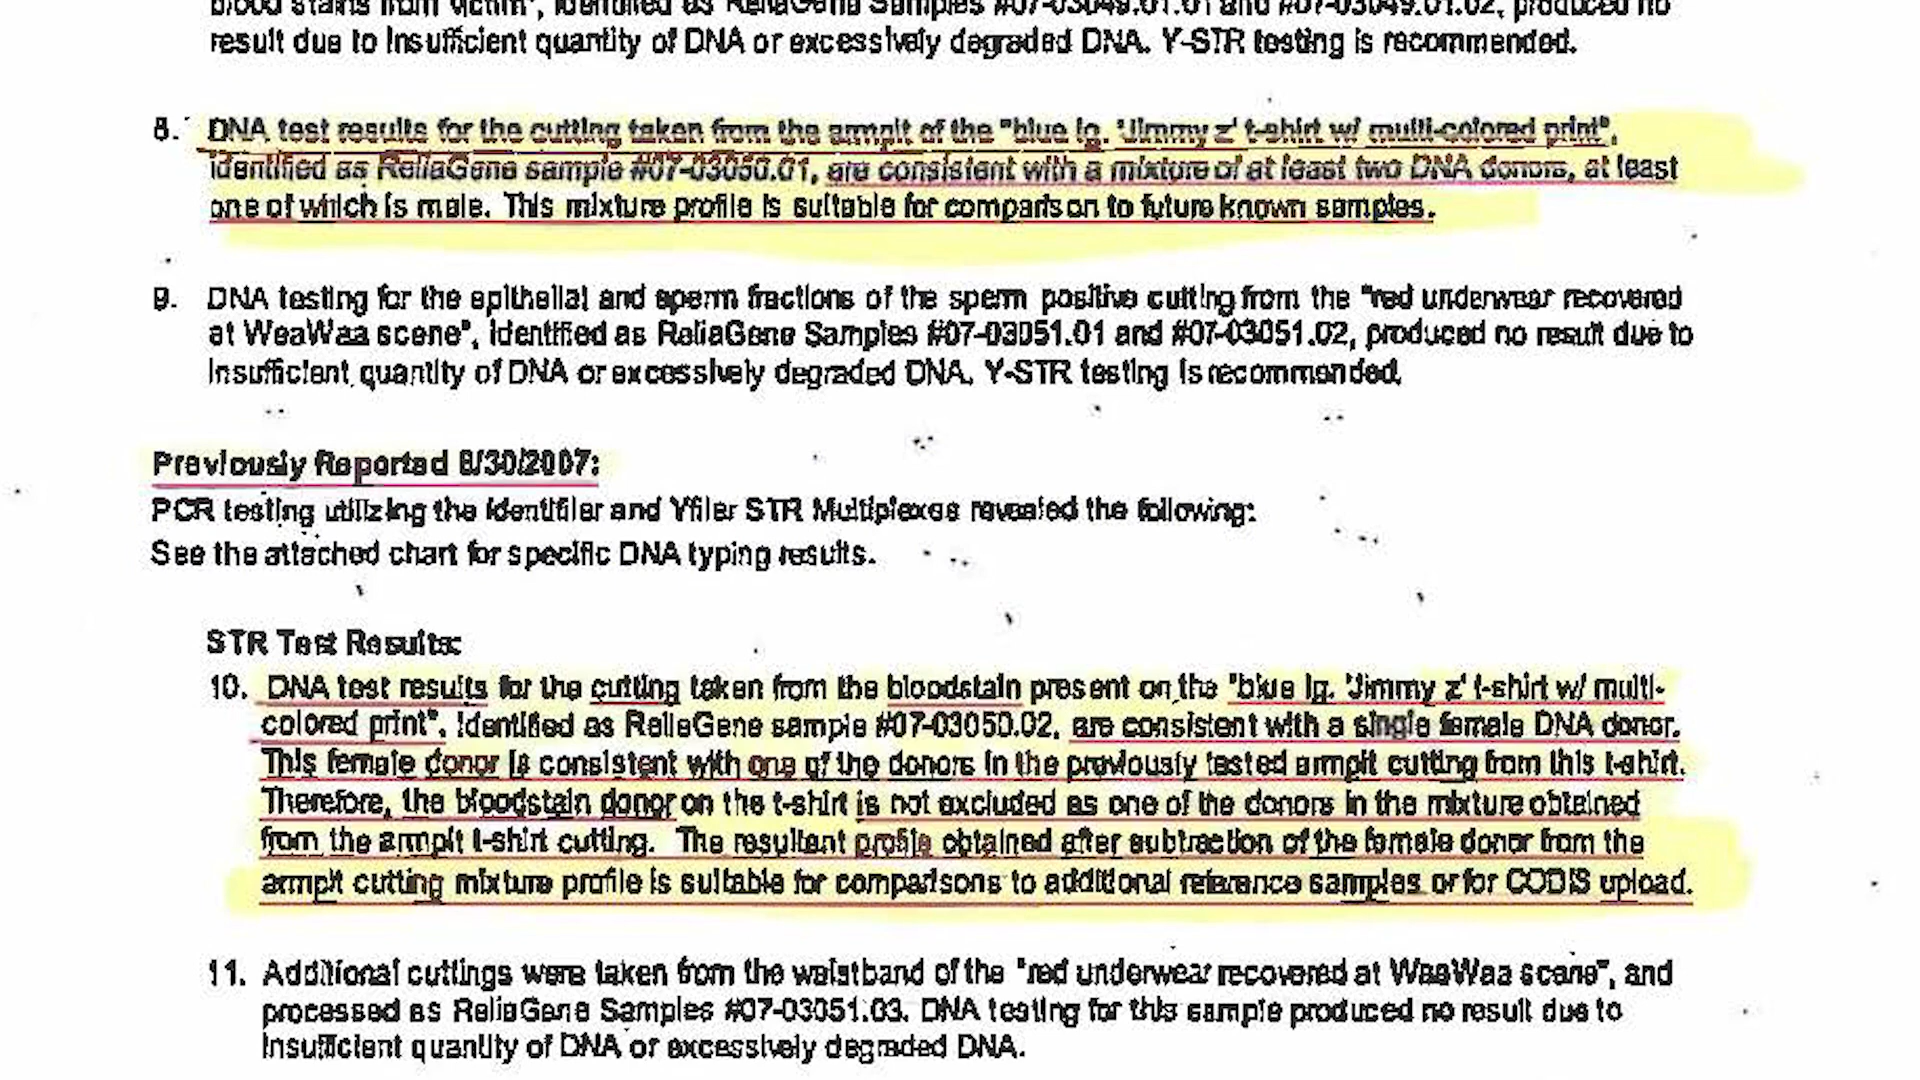 blood stains from victim", identified as ReliaGene Samples #07-03049.01.01 and #07-03049.01.02, produced no
result due to insufficient quantity of DNA or excessively degraded DNA. Y-STR testing is recommended.
8. DNA test results for the cutting taken from the armpit of the "blue lg. 'Jimmy z' t-shirt w/ multi-colored print",
identified as ReliaGene sample #07-03050.01, are consistent with a mixture of at least two DNA donors, at least
one of which is male. This mixture profile is suitable for comparison to future known samples.
9. DNA testing for the epithelial and sperm fractions of the sperm positive cutting from the "red underwear recovered
at WeaWaa scene", identified as ReliaGene Samples #07-03051.01 and #07-03051.02, produced no result due to
insufficient quantity of DNA or excessively degraded DNA. Y-STR testing is recommended.
Previously Reported 8/30/2007:
PCR testing utilizing the Identifiler and Yfiler STR Multiplexes revealed the following:
See the attached chart for specific DNA typing results.
STR Test Results:
10. DNA test results for the cutting taken from the bloodstain present on the "blue lg. 'Jimmy z' t-shirt w/ multi-
colored print", identified as ReliaGene sample #07-03050.02, are consistent with a single female DNA donor.
This female donor is consistent with one of the donors in the previously tested armpit cutting from this t-shirt.
Therefore, the bloodstain donor on the t-shirt is not excluded as one of the donors in the mixture obtained
from the armpit t-shirt cutting. The resultant profile obtained after subtraction of the female donor from the
armpit cutting mixture profile is suitable for comparisons to additional reference samples or for CODIS upload.
11. Additional cuttings were taken from the waistband of the "red underwear recovered at WeaWaa scene", and
processed as ReliaGene Samples #07-03051.03. DNA testing for this sample produced no result due to
insufficient quantity of DNA or excessively degraded DNA.